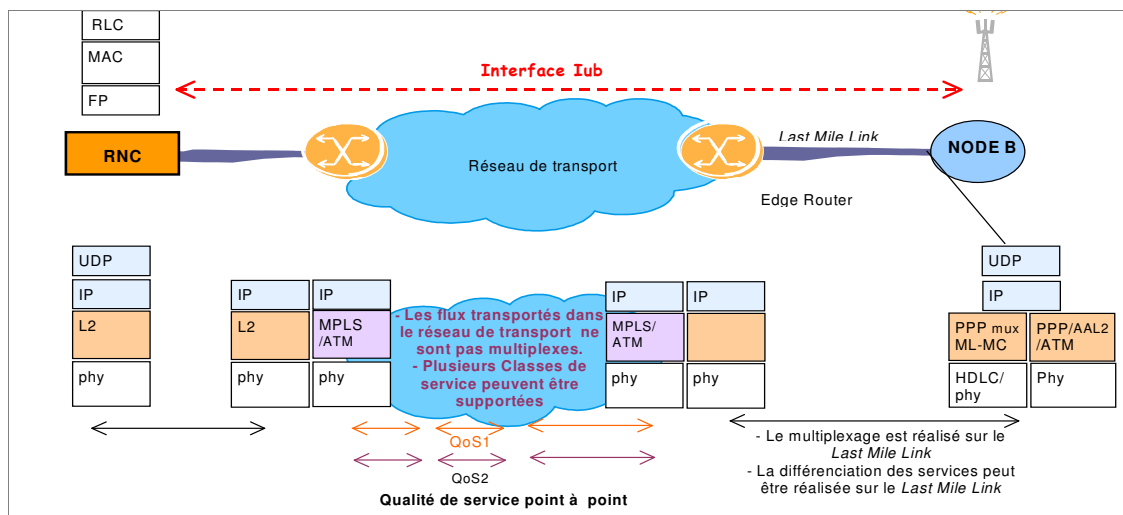 RLC
MAC
FP
Interface Iub
RNC
Réseau de transport
Last Mile Link
NODE B
Edge Router
UDP
IP
L2
phy
IP
L2
phy
IP
MPLS
/ATM
phy
- Les flux transportés dans
le réseau de transport ne
sont pas multiplexes.
- Plusieurs Classes de
service peuvent être
supportées
IP
MPLS/
ATM
phy
IP
phy
UDP
IP
PPP mux
ML-MC
HDLC/
phy
PPP/AAL2
/ATM
Phy
QoS1
QoS2
Qualité de service point à point
- Le multiplexage est réalisé sur le
Last Mile Link
- La différenciation des services peut
être réalisée sur le Last Mile Link